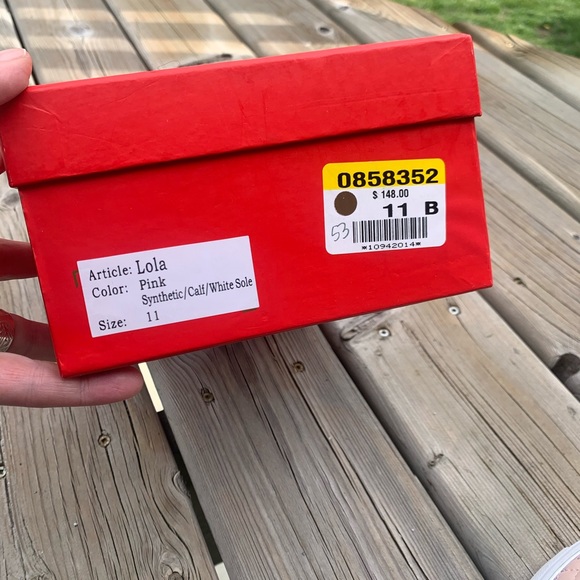 0858352
$ 148.00
11 B
53
*10942014*
Article: Lola
Color: Pink
Synthetic/Calf/White Sole
Size: 11